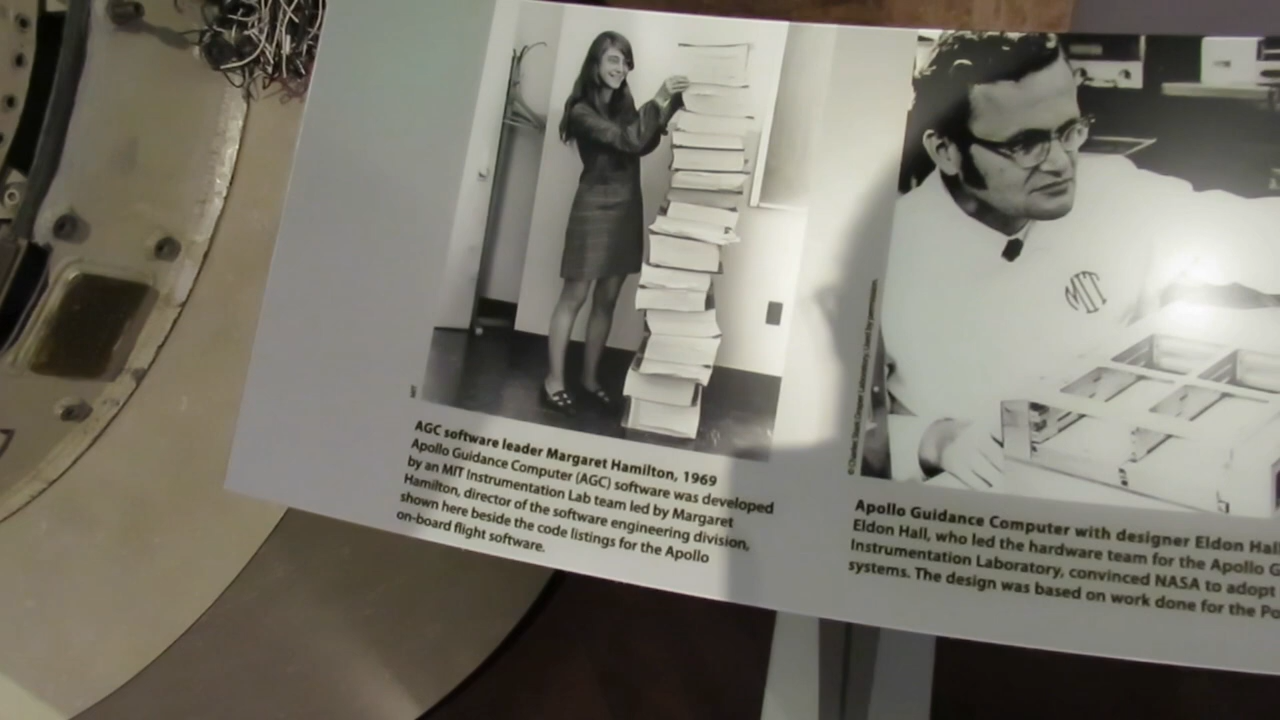 MIT
AGC software leader Margaret Hamilton, 1969
Apollo Guidance Computer (AGC) software was developed
by an MIT Instrumentation Lab team led by Margaret
Hamilton, director of the software engineering division,
shown here beside the code listings for the Apollo
on-board flight software.
MIT
Apollo Guidance Computer with designer Eldon Hall
Eldon Hall, who led the hardware team for the Apollo
Instrumentation Laboratory, convinced NASA to adopt
systems. The design was based on work done for the